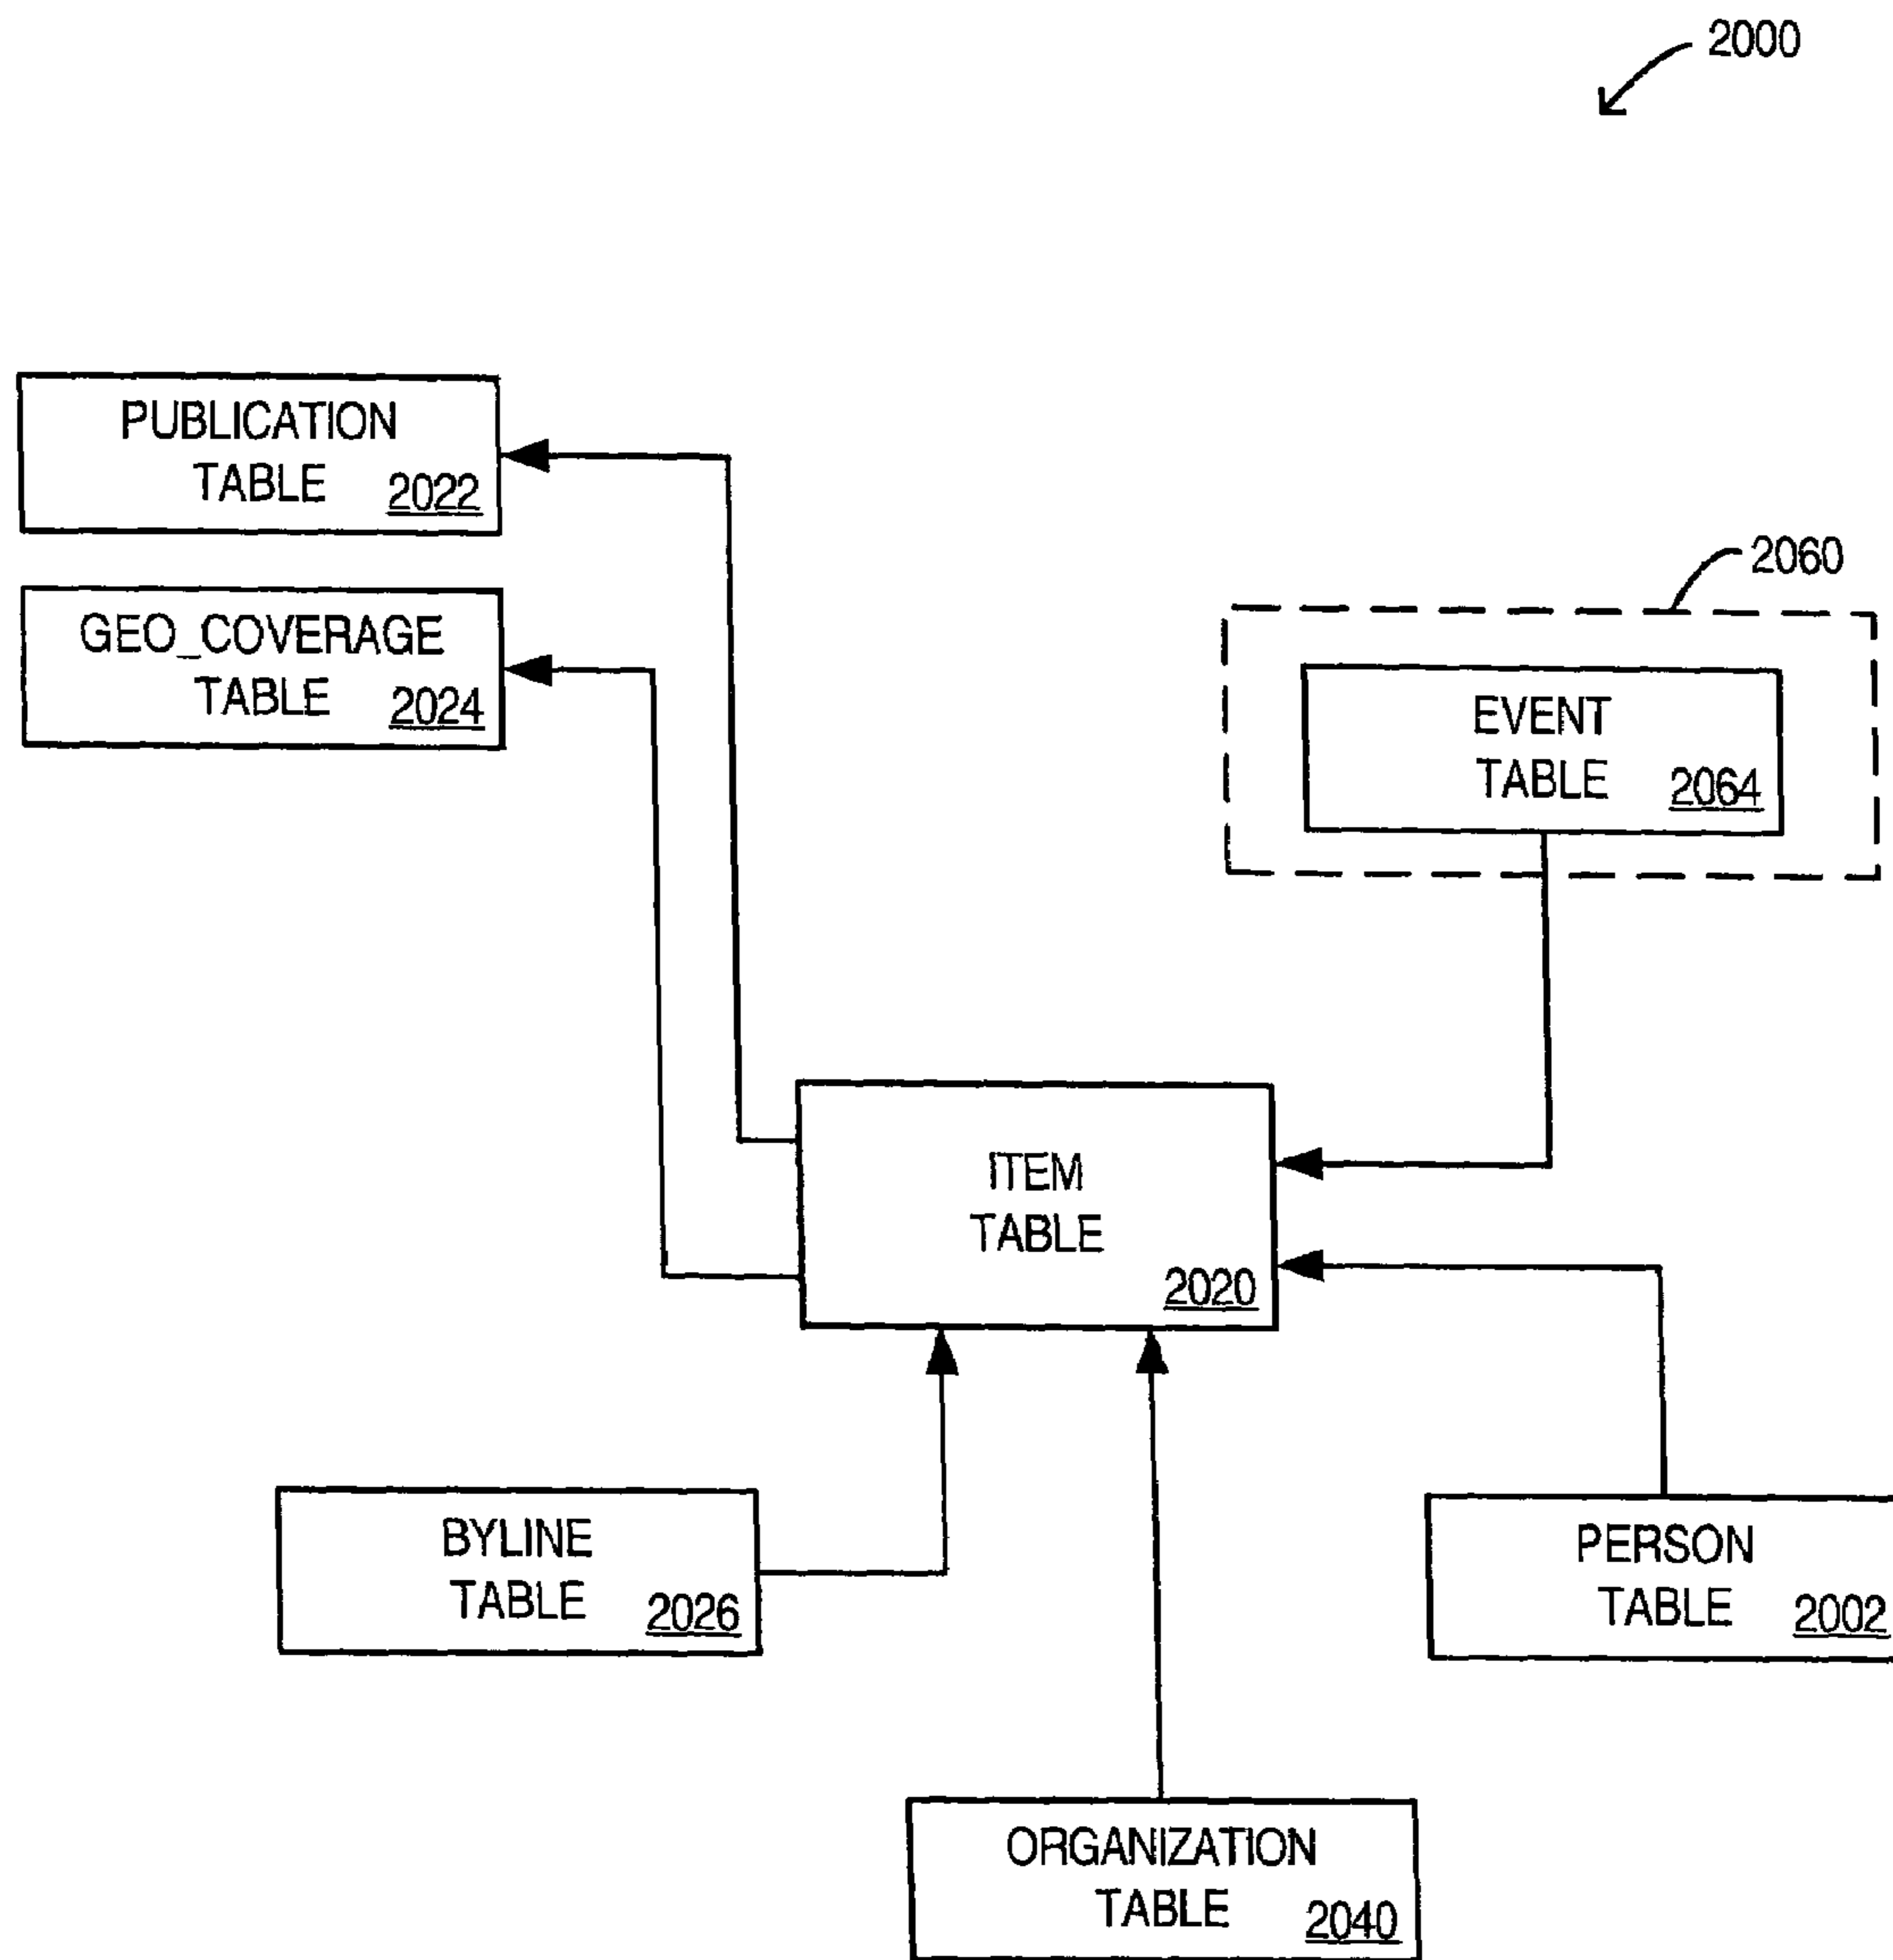 2000
PUBLICATION
TABLE 2022
GEO_COVERAGE
TABLE 2024
2060
EVENT
TABLE 2064
ITEM
TABLE
2020
BYLINE
TABLE 2026
PERSON
TABLE 2002
ORGANIZATION
TABLE 2040